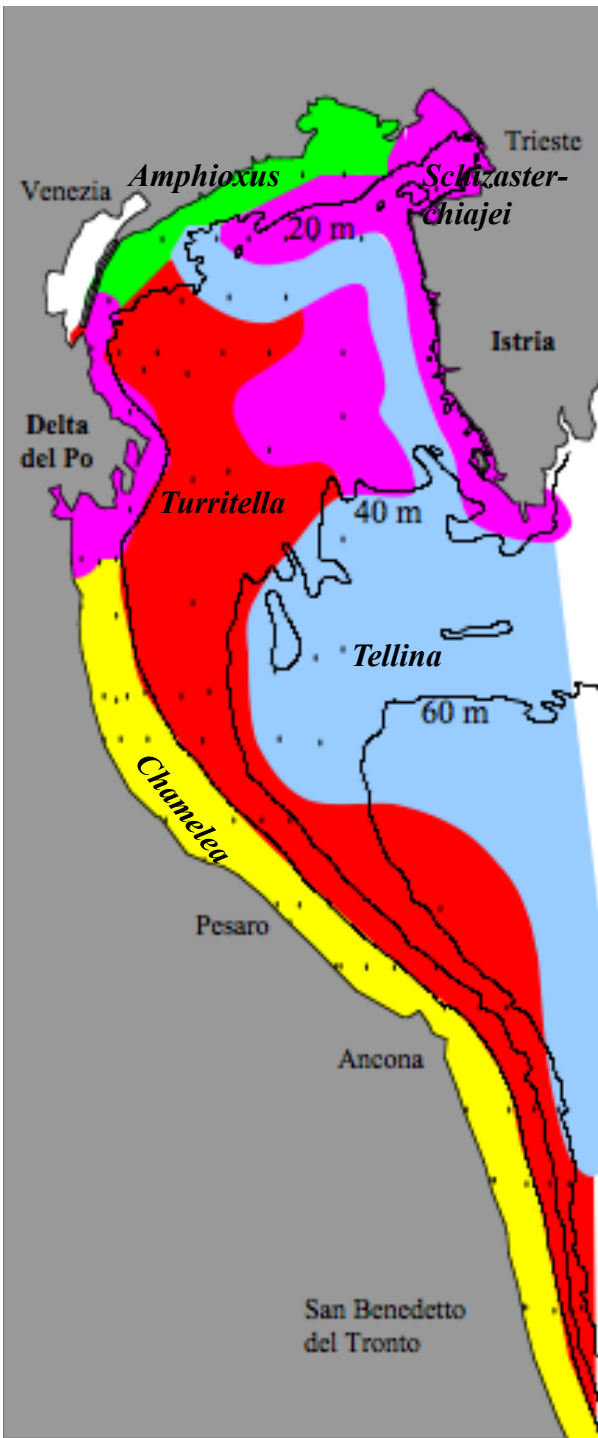 Trieste
Amphioxus
Schizaster-
chiajei
Venezia
20 m
Istria
Delta
del Po
Turritella
40 m
Tellina
60 m
Chamelea
Pesaro
Ancona
San Benedetto
del Tronto